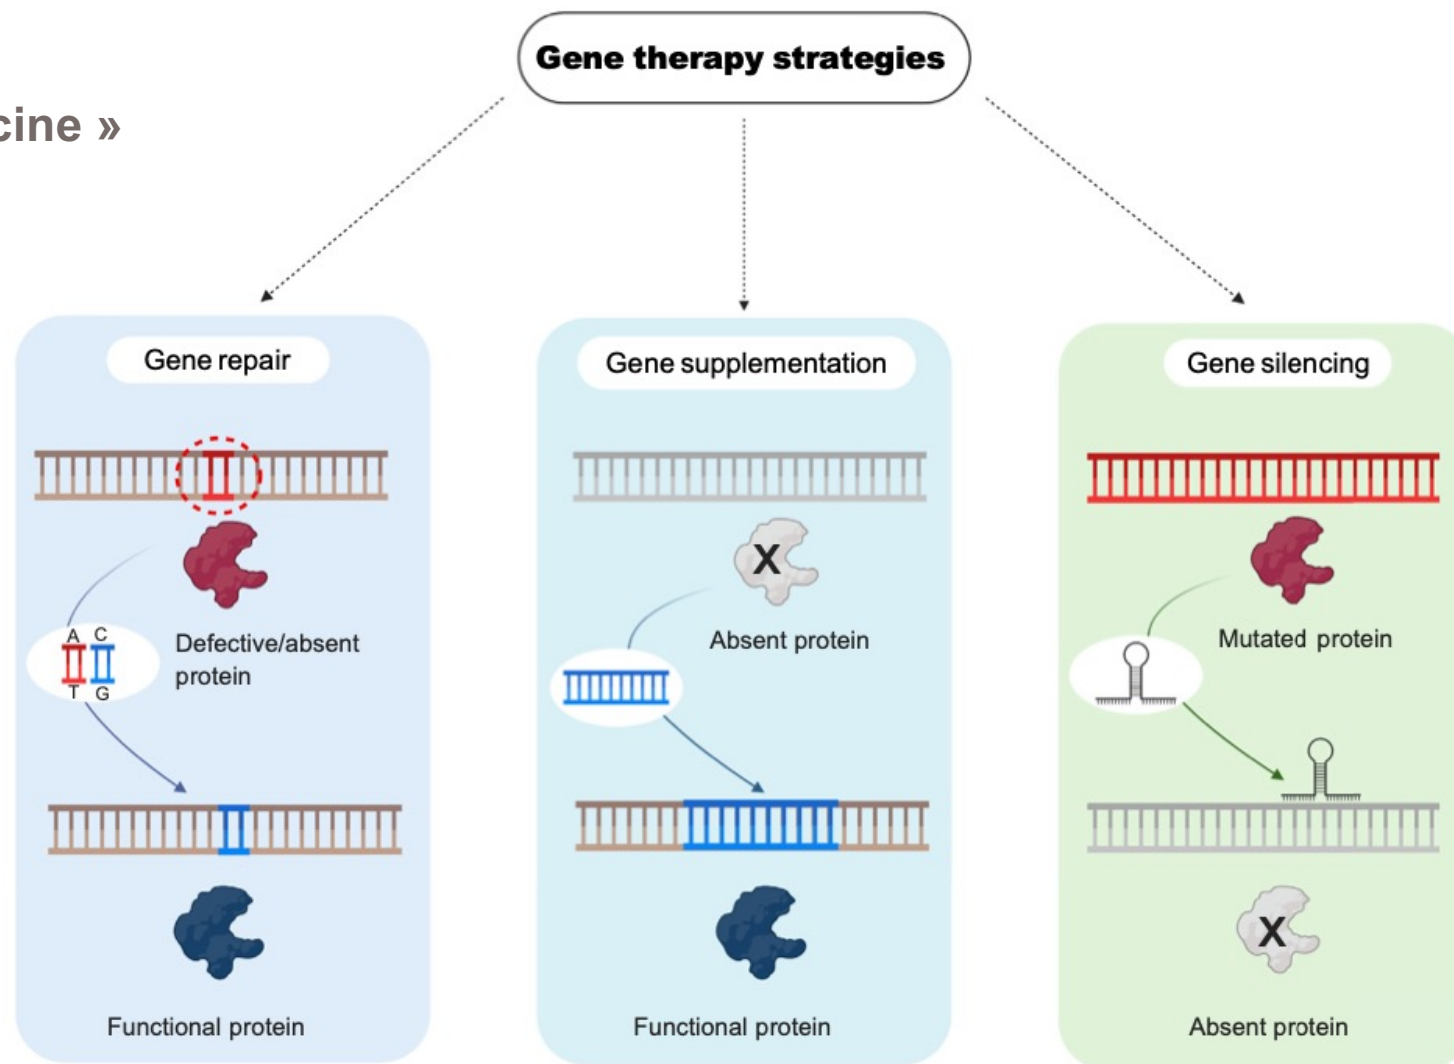 Gene therapy strategies
cine »
Gene repair
A C
T G
Defective/absent
protein
Functional protein
Gene supplementation
X
Absent protein
Functional protein
Gene silencing
Mutated protein
X
Absent protein